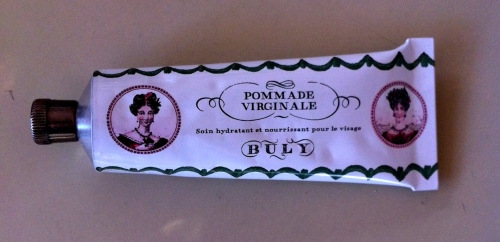 POMMADE
VIRGINALE
Soin hydratant et nourrissant pour le visage
BULY